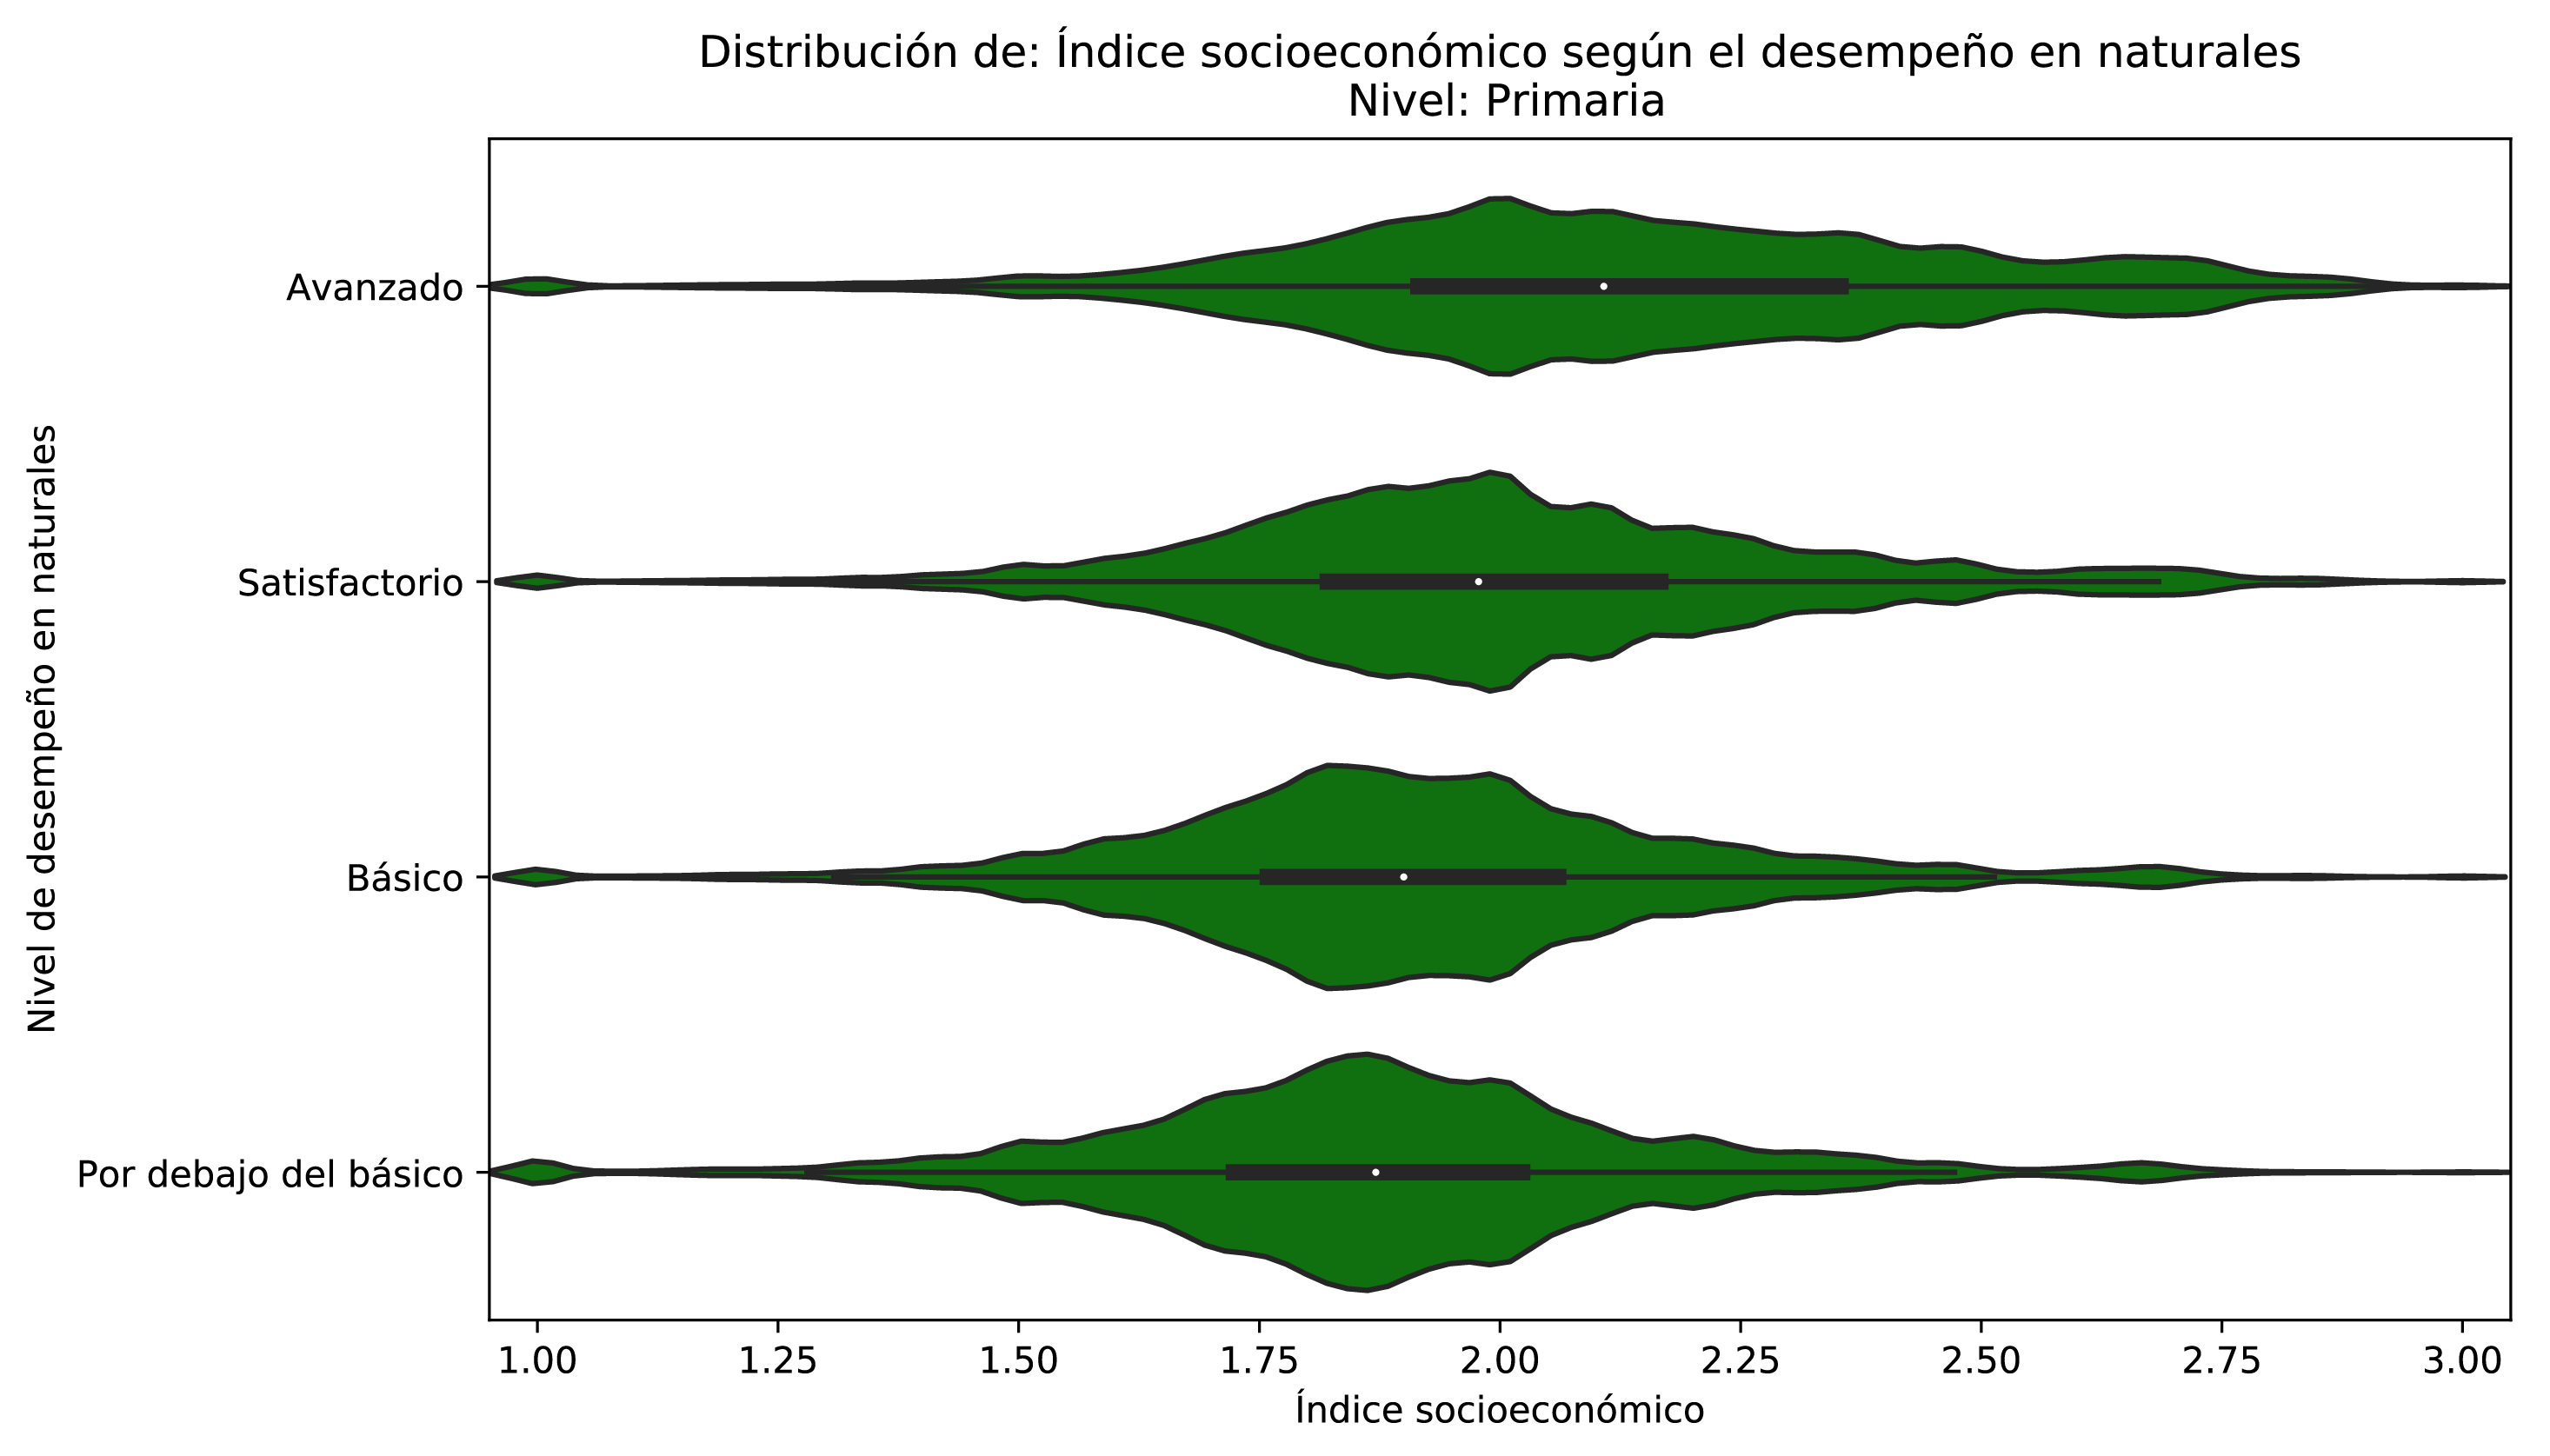 Distribución de: Índice socioeconómico según el desempeño en naturales
Nivel: Primaria
Nivel de desempeño en naturales
Avanzado
Satisfactorio
Básico
Por debajo del básico
1.00 1.25 1.50 1.75 2.00 2.25 2.50 2.75 3.00
Índice socioeconómico